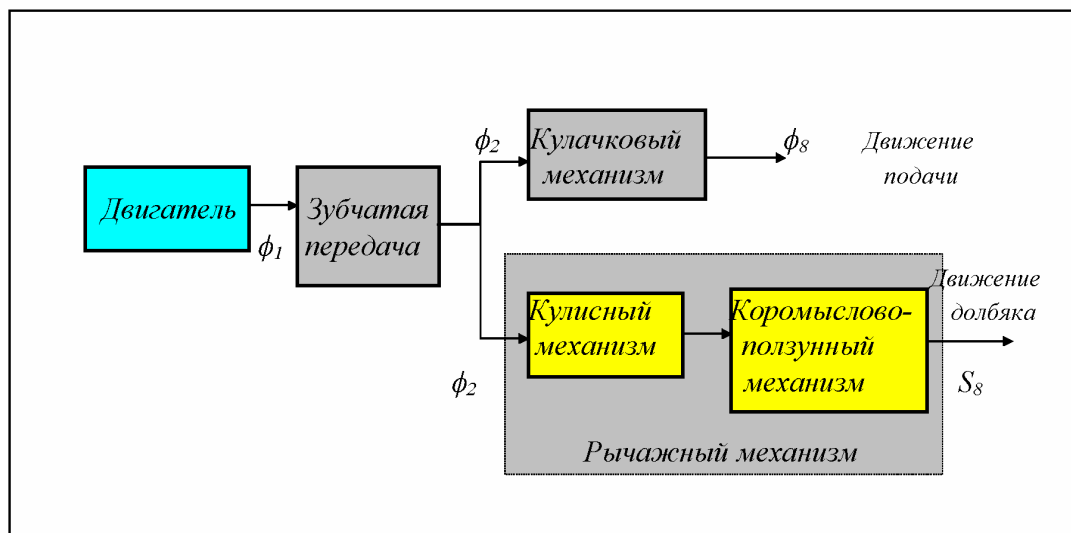 Двигатель
ϕ1
Зубчатая
передача
ϕ2
Кулачковый
механизм
ϕ8
Движение
подачи
ϕ2
Кулисный
механизм
Коромыслово-
ползунный
механизм
Движение
долбяка
S8
Рычажный механизм